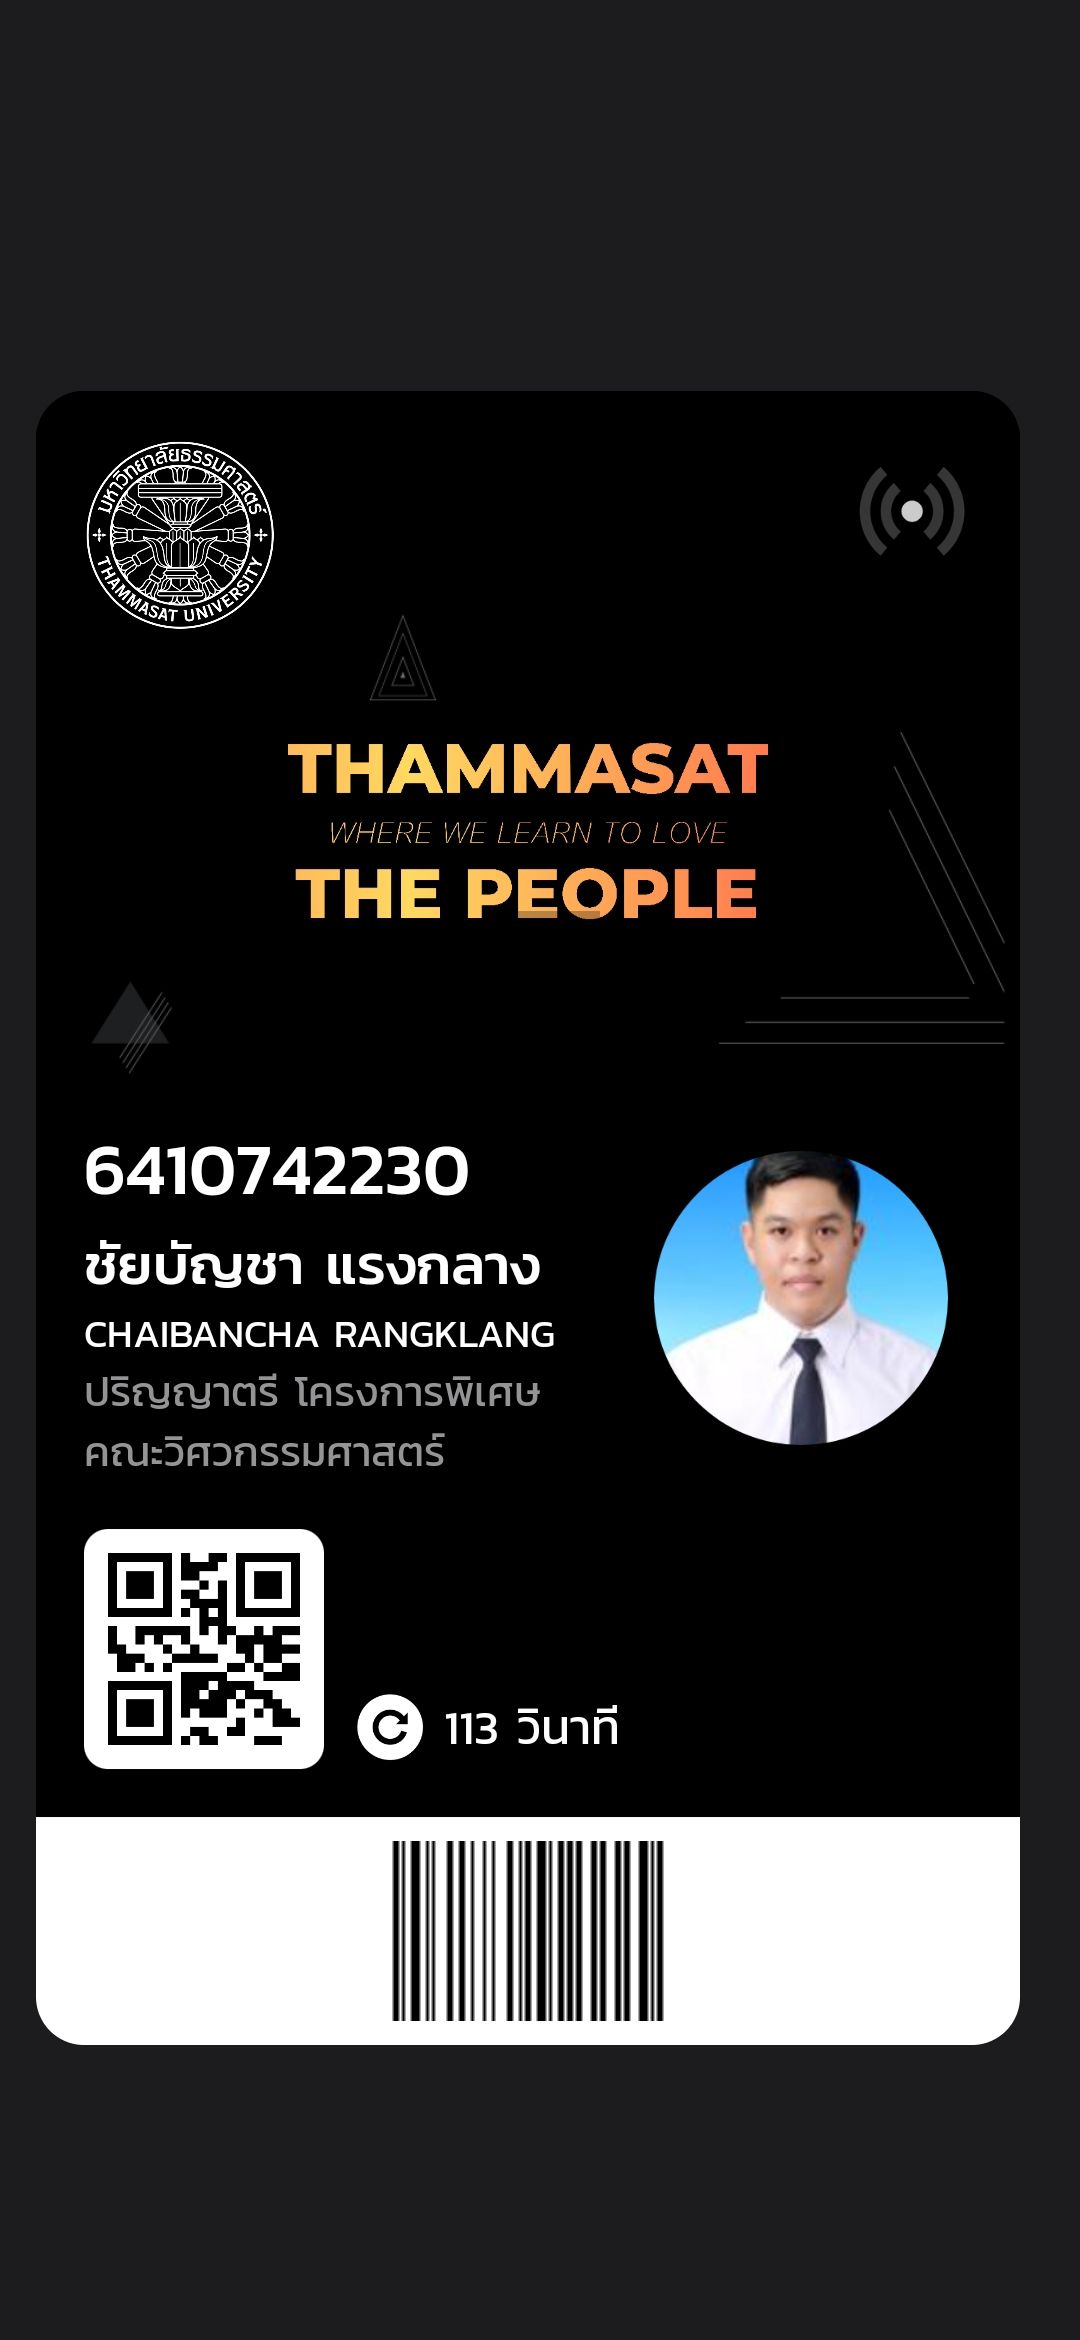 มหาวิทยาลัยธรรมศาสตร์
THAMMASAT UNIVERSITY
THAMMASAT
WHERE WE LEARN TO LOVE
THE PEOPLE
6410742230
ชัยบัญชา แรงกลาง
CHAIBANCHA RANGKLANG
ปริญญาตรี โครงการพิเศษ
คณะวิศวกรรมศาสตร์
113 วินาที